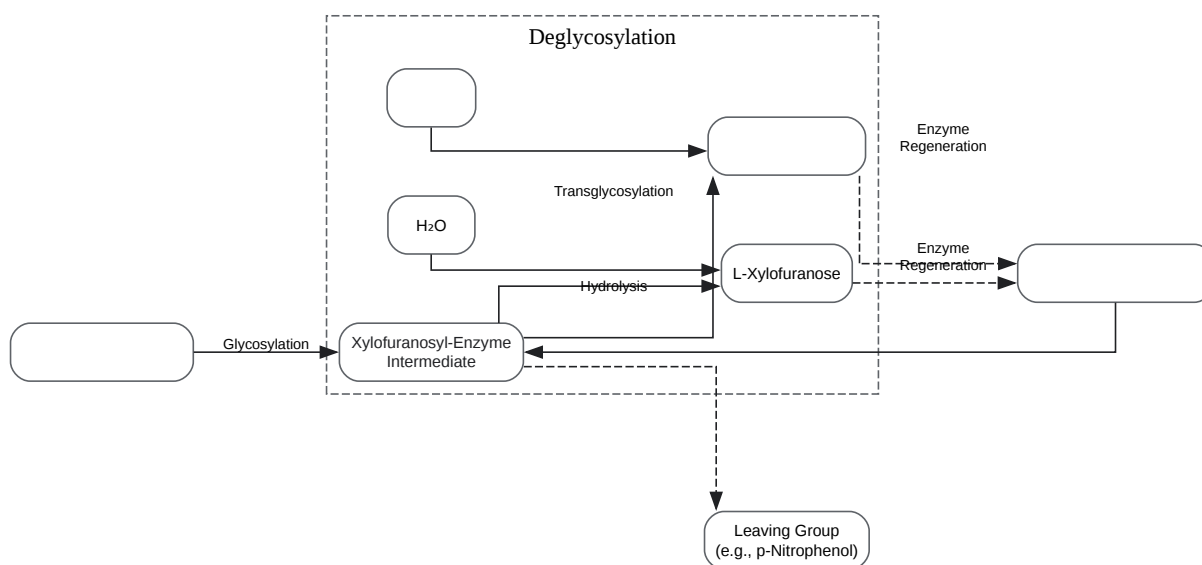 Deglycosylation
Enzyme
Regeneration
Transglycosylation
H₂O
Enzyme
Regeneration
L-Xylofuranose
Hydrolysis
Glycosylation
Xylofuranosyl-Enzyme
Intermediate
Leaving Group
(e.g., p-Nitrophenol)